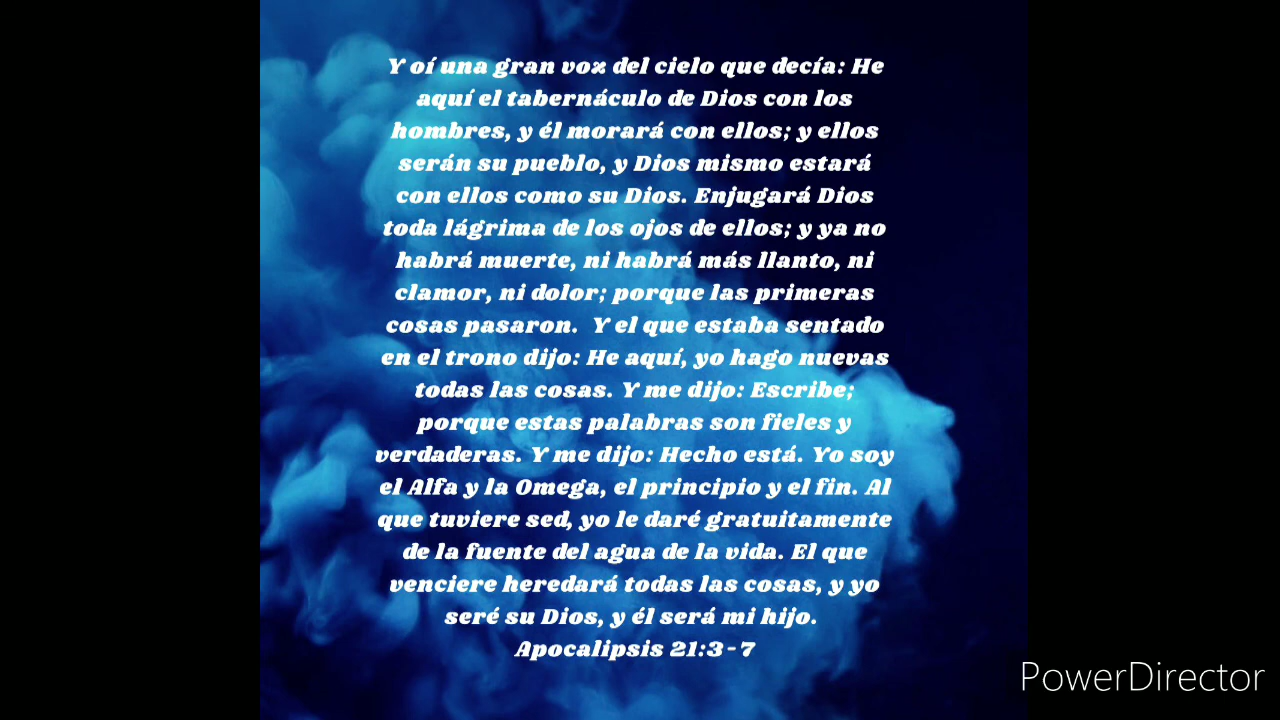 Y oí una gran voz del cielo que decía: He
aquí el tabernáculo de Dios con los
hombres, y él morará con ellos; y ellos
serán su pueblo, y Dios mismo estará
con ellos como su Dios. Enjugará Dios
toda lágrima de los ojos de ellos; y ya no
habrá muerte, ni habrá más llanto, ni
clamor, ni dolor; porque las primeras
cosas pasaron.  Y el que estaba sentado
en el trono dijo: He aquí, yo hago nuevas
todas las cosas. Y me dijo: Escribe;
porque estas palabras son fieles y
verdaderas. Y me dijo: Hecho está. Yo soy
el Alfa y la Omega, el principio y el fin. Al
que tuviere sed, yo le daré gratuitamente
de la fuente del agua de la vida. El que
venciere heredará todas las cosas, y yo
seré su Dios, y él será mi hijo.
Apocalipsis 21:3-7
PowerDirector